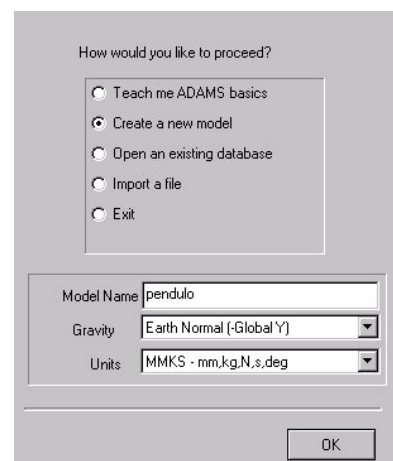 How would you like to proceed?
Teach me ADAMS basics
Create a new model
Open an existing database
Import a file
Exit
Model Name pendulo
Gravity Earth Normal (-Global Y)
Units MMKS - mm,kg,N,s,deg
OK